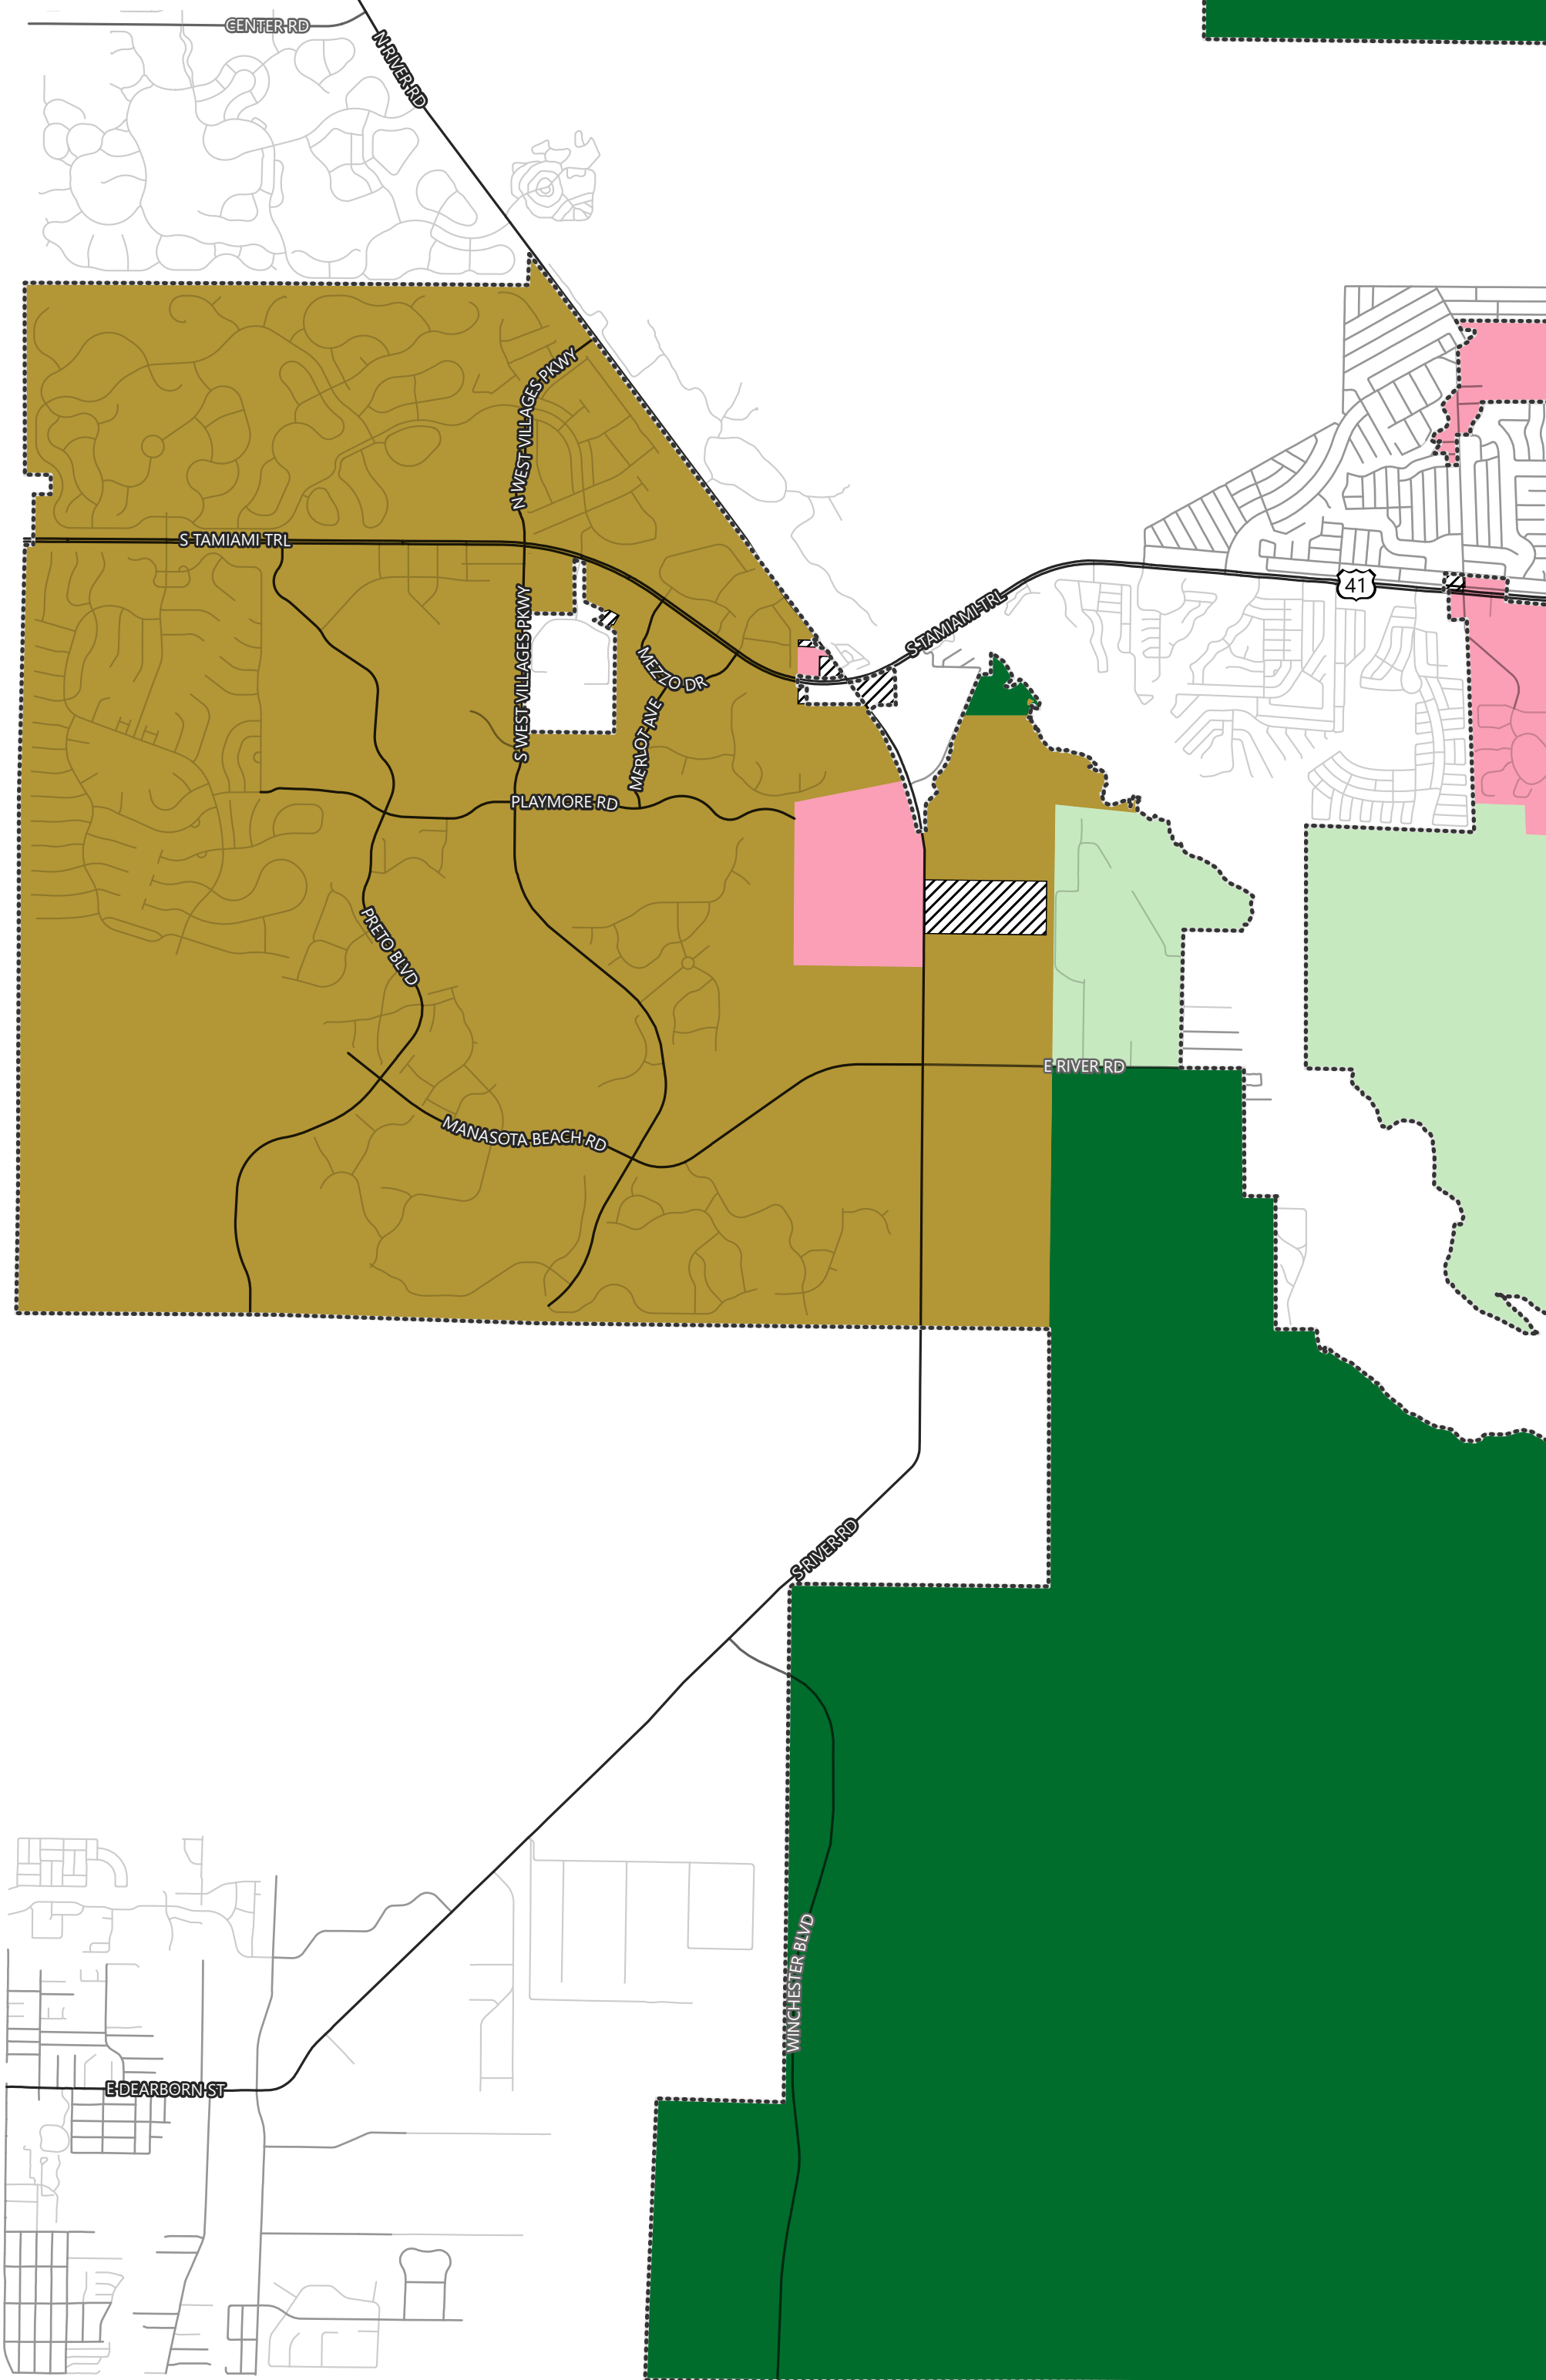 CENTER RD
N RIVER RD
N WEST VILLAGES PKWY
S TAMIAMI TRL
41
S TAMIAMI TRL
S WEST VILLAGES PKWY
MEZZO DR
MERLOT AVE
PLAYMORE RD
PRETO BLVD
E RIVER RD
MANASOTA BEACH RD
S RIVER RD
WINCHESTER BLVD
E DEARBORN ST